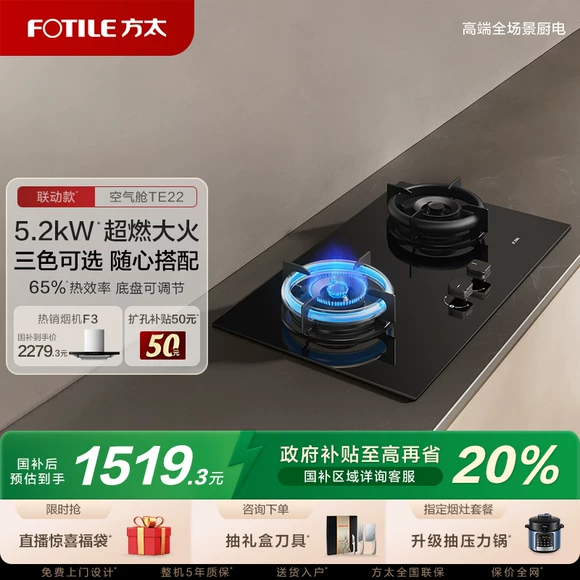 FOTILE 方太
高端全场景厨电
联动款* 空气舱TE22
5.2kW*超燃大火
三色可选 随心搭配
65%*热效率 底盘可调节
热销烟机F3
国补到手价
2279.3元
扩孔补贴50元*
50元
国补后
预估到手
1519.3元
政府补贴至高再省
国补区域详询客服
20%
限时抢
直播惊喜福袋*
咨询下单
抽礼盒刀具*
指定烟灶套餐
升级抽压力锅*
免费上门设计
整机5年质保*
送货入户
方太全国联保
保价全网*